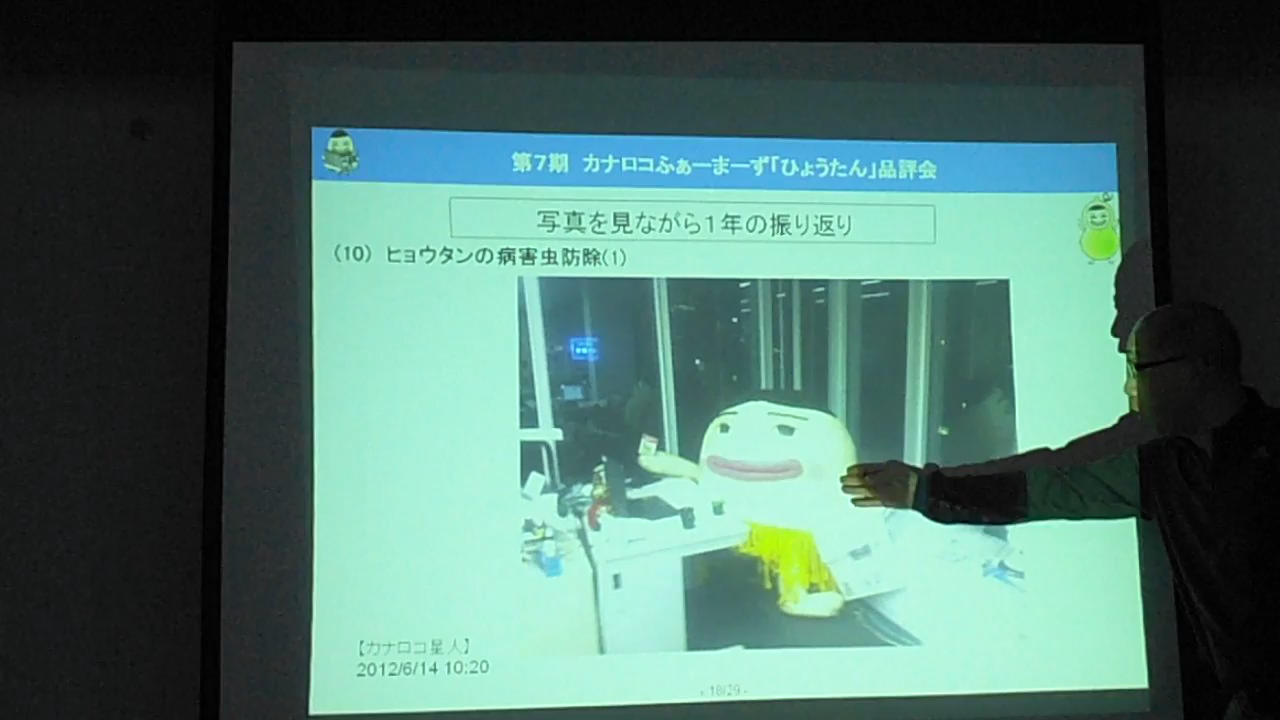 第7期 カナロコふぁーまーず「ひょうたん」品評会
写真を見ながら1年の振り返り
(10) ヒョウタンの病害虫防除(1)
【カナロコ星人】
2012/6/14 10:20
- 18/29 -